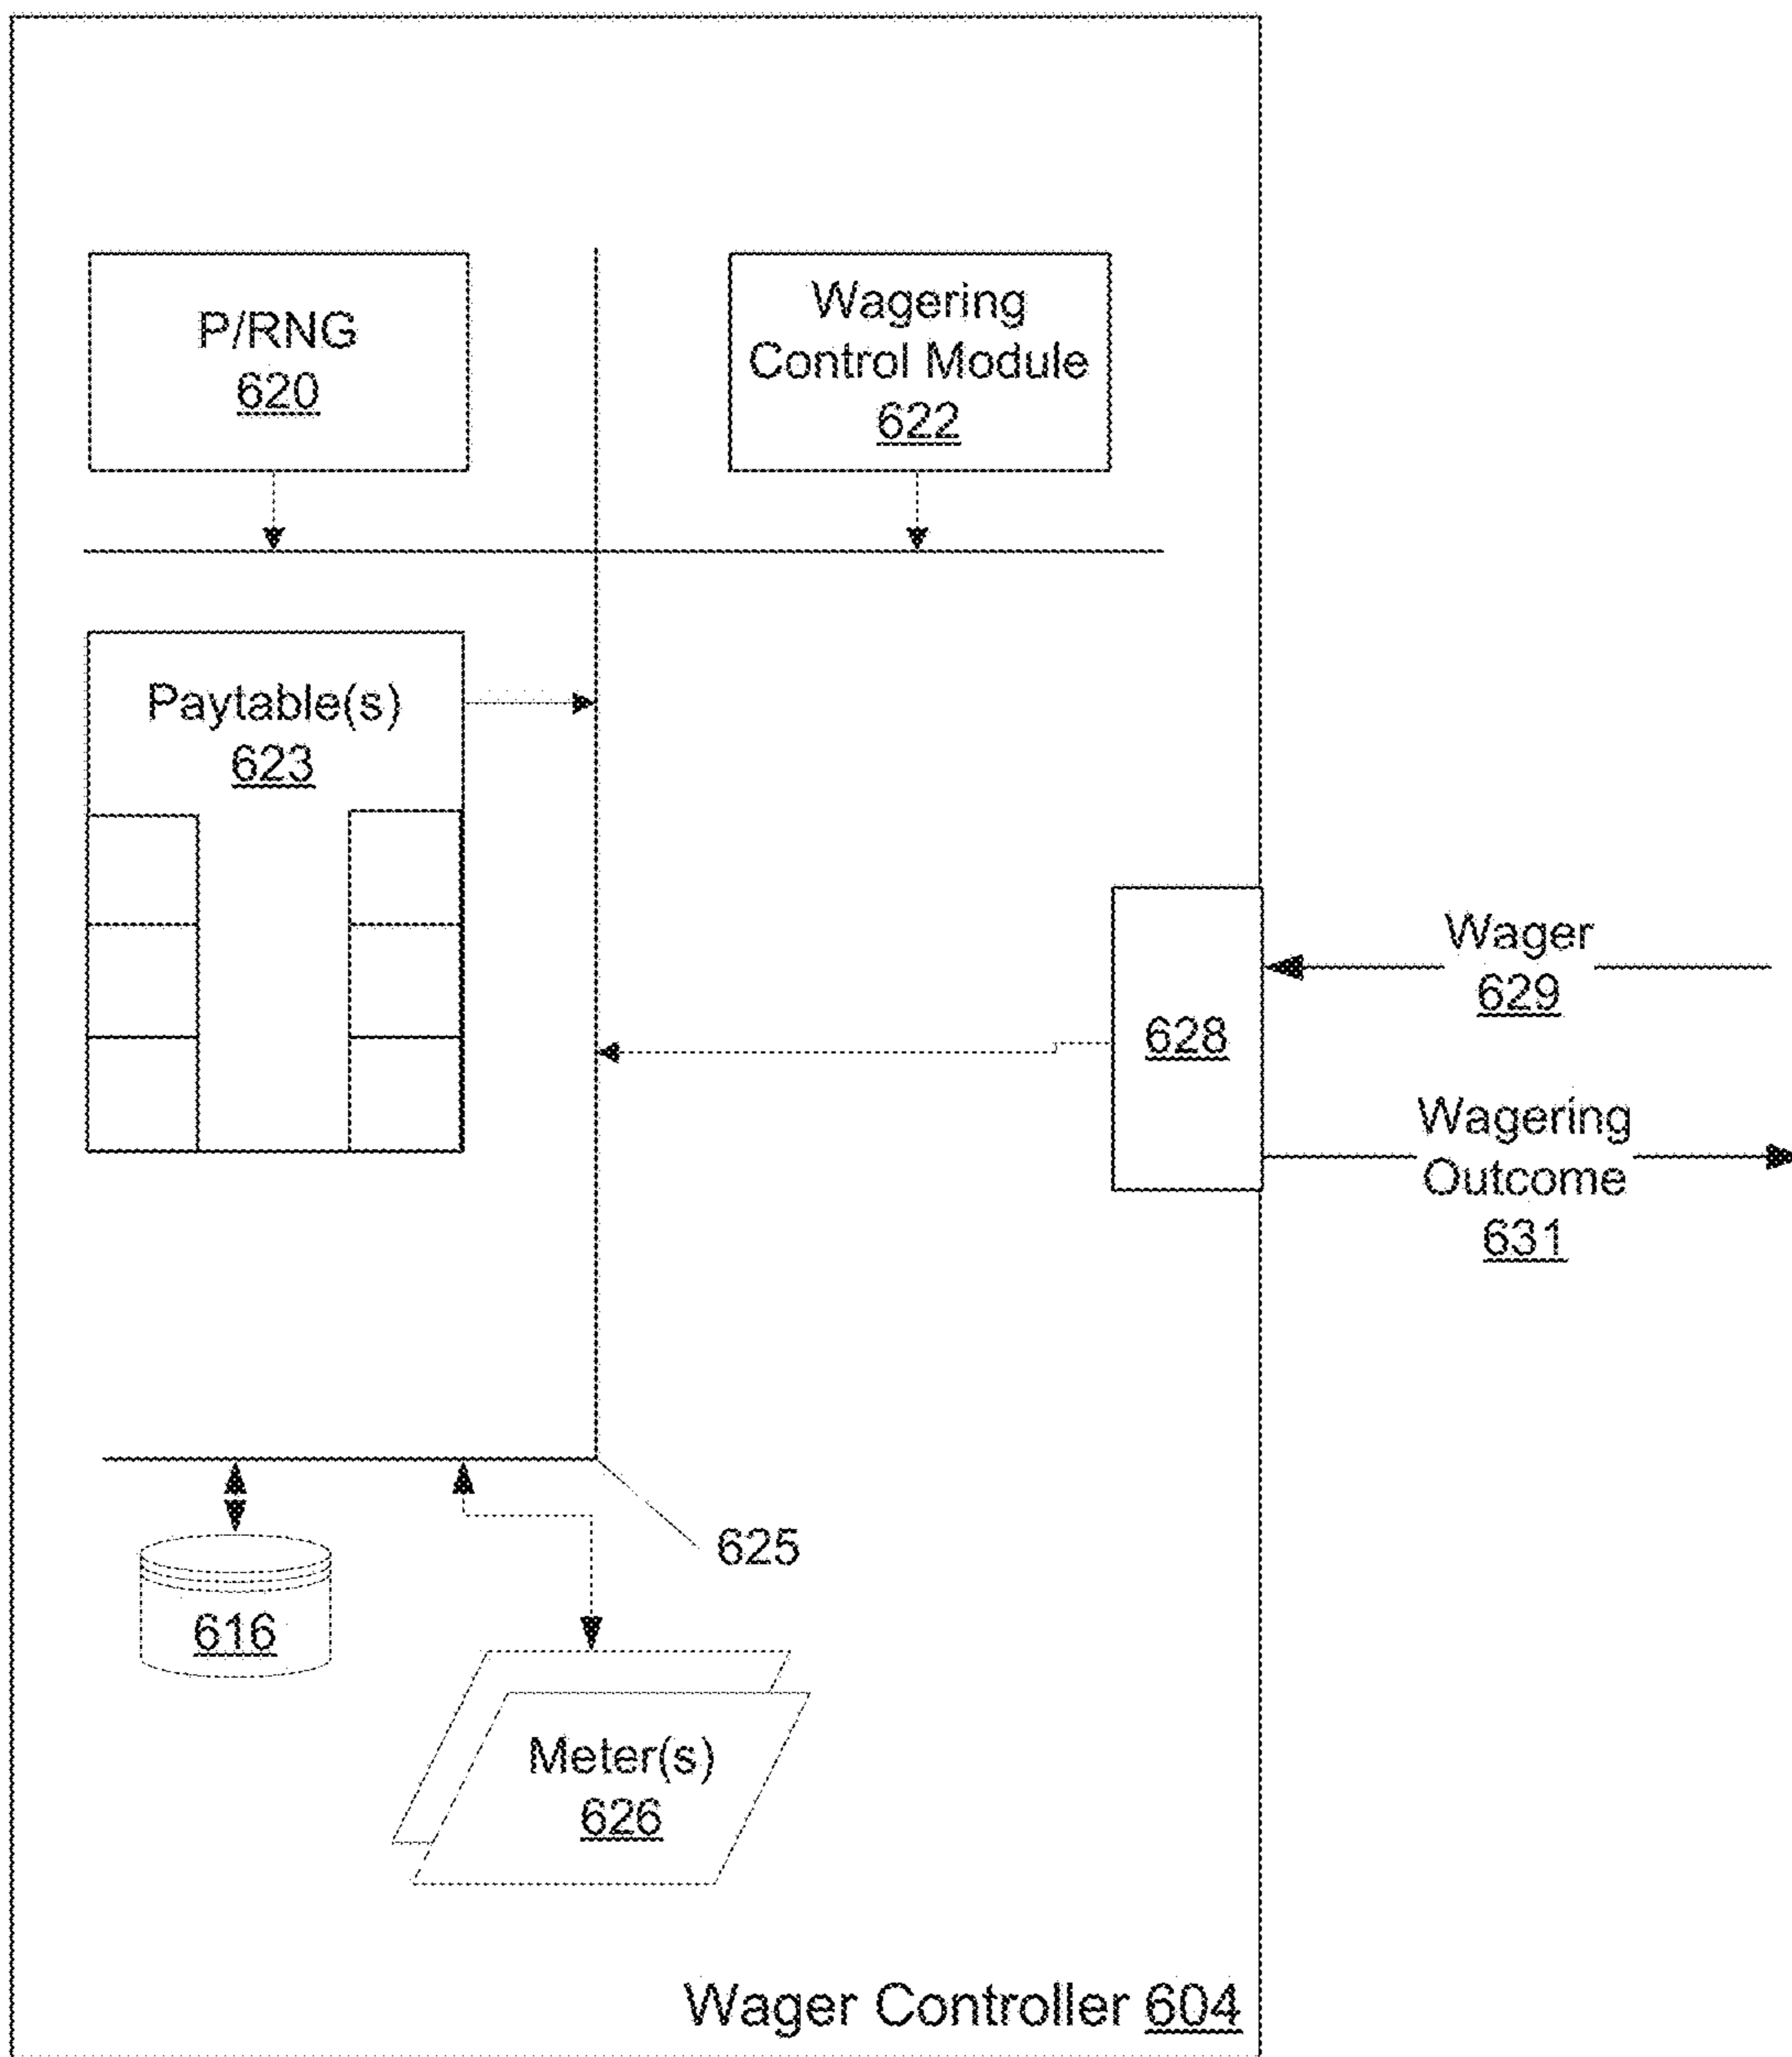 P/RNG
620
Wagering
Control Module
622
Paytable(s)
623
Wager
629
628
Wagering
Outcome
631
625
616
Meter(s)
626
Wager Controller 604